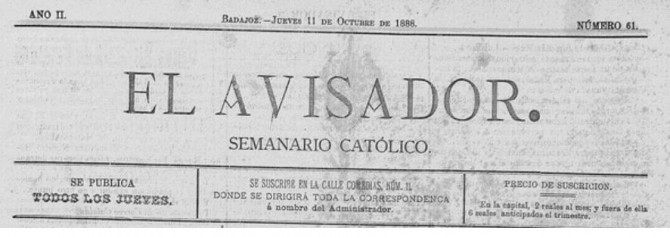 AÑO II.
BADAJOZ.—JUEVES 11 DE OCTUBRE DE 1888.
NÚMERO 61.
EL AVISADOR.
SEMANARIO CATÓLICO.
SE PUBLICA
TODOS LOS JUEVES.
SE SUSCRIBE EN LA CALLE COMEDIAS, NÚM. 11,
DONDE SE DIRIGIRÁ TODA LA CORRESPONDENCA
á nombre del Administrador.
PRECIO DE SUSCRICION.
En la capital, 2 reales al mes; y fuera de ella
6 reales anticipados el trimestre.